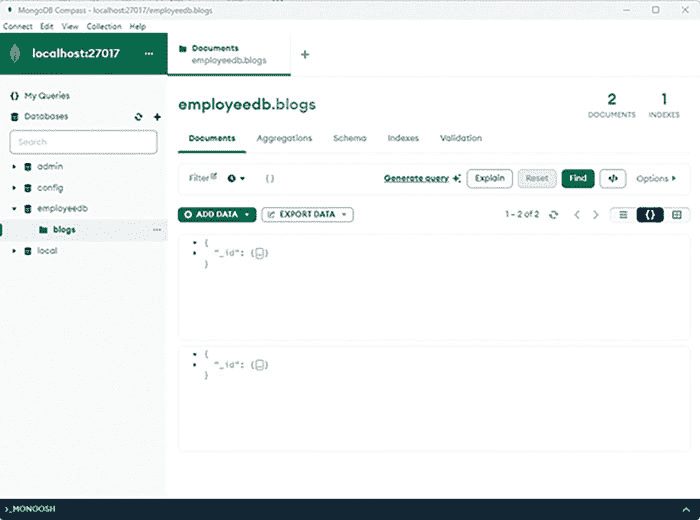 MongoDB Compass - localhost:27017/employeedb.blogs
Connect Edit View Collection Help
localhost:27017 ...
Documents
employeedb.blogs
{} My Queries
Databases
Search
admin
config
employeedb
blogs ...
local
employeedb.blogs
2
DOCUMENTS
1
INDEXES
Documents Aggregations Schema Indexes Validation
Filter {} Generate query Explain Reset Find </> Options
ADD DATA EXPORT DATA 1 – 2 of 2 {}
{
"_id": {...}
}
{
"_id": {...}
}
>_MONGOSH